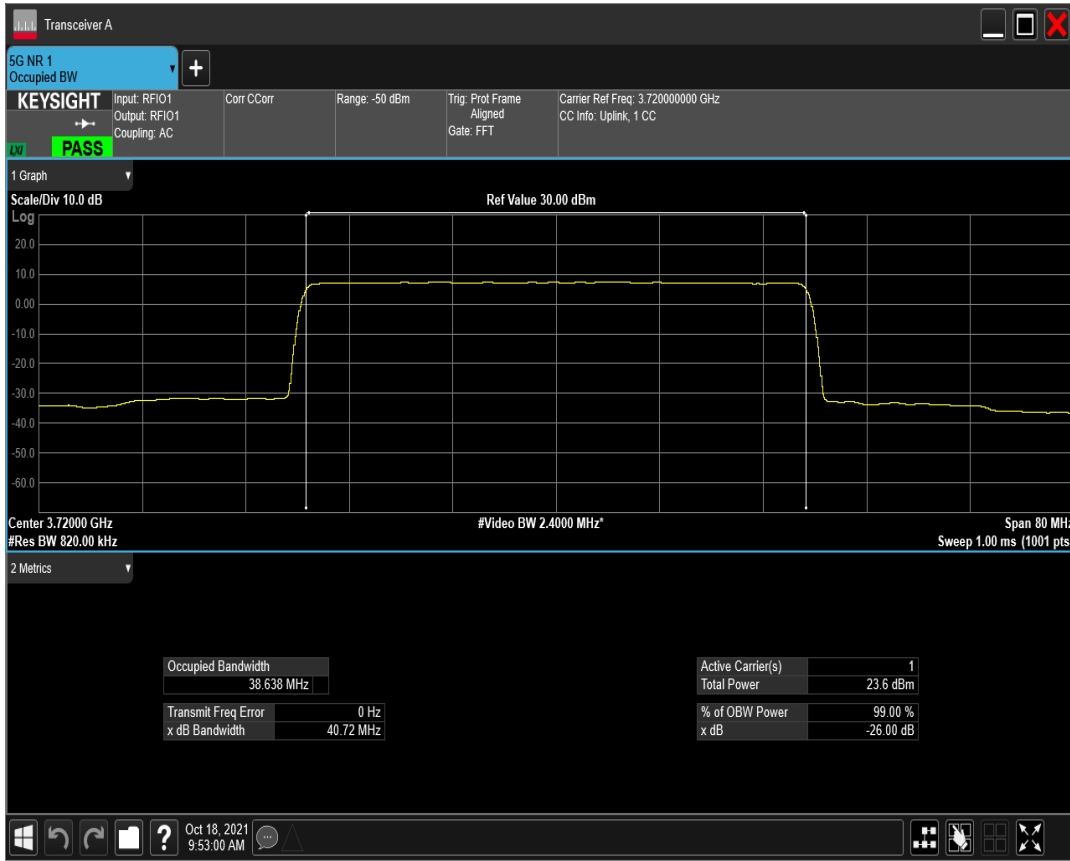 Transceiver A
5G NR 1
Occupied BW
KEYSIGHT
Input: RFIO1
Output: RFIO1
Coupling: AC
Corr CCorr
Range: -50 dBm
Trig: Prot Frame
Aligned
Gate: FFT
Carrier Ref Freq: 3.720000000 GHz
CC Info: Uplink, 1 CC
LXI
PASS
1 Graph
Scale/Div 10.0 dB
Ref Value 30.00 dBm
Log
20.0
10.0
0.00
-10.0
-20.0
-30.0
-40.0
-50.0
-60.0
Center 3.72000 GHz
#Video BW 2.4000 MHz*
Span 80 MHz
#Res BW 820.00 kHz
Sweep 1.00 ms (1001 pts
2 Metrics
Occupied Bandwidth
38.638 MHz
Transmit Freq Error 0 Hz
x dB Bandwidth 40.72 MHz
Active Carrier(s) 1
Total Power 23.6 dBm
% of OBW Power 99.00 %
x dB -26.00 dB
?
Oct 18, 2021
9:53:00 AM